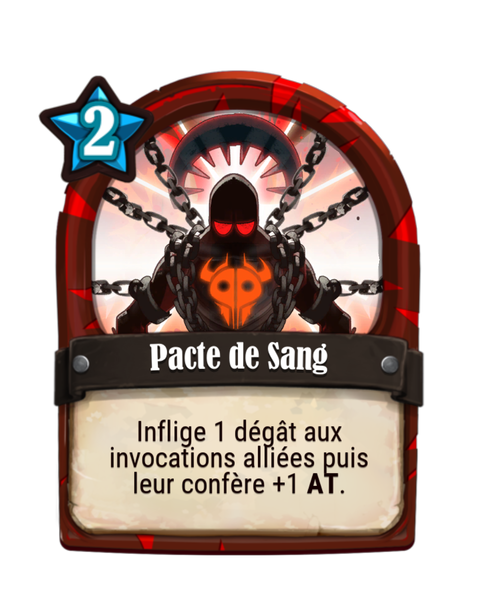 2
Pacte de Sang
Inflige 1 dégât aux
invocations alliées puis
leur confère +1 AT.